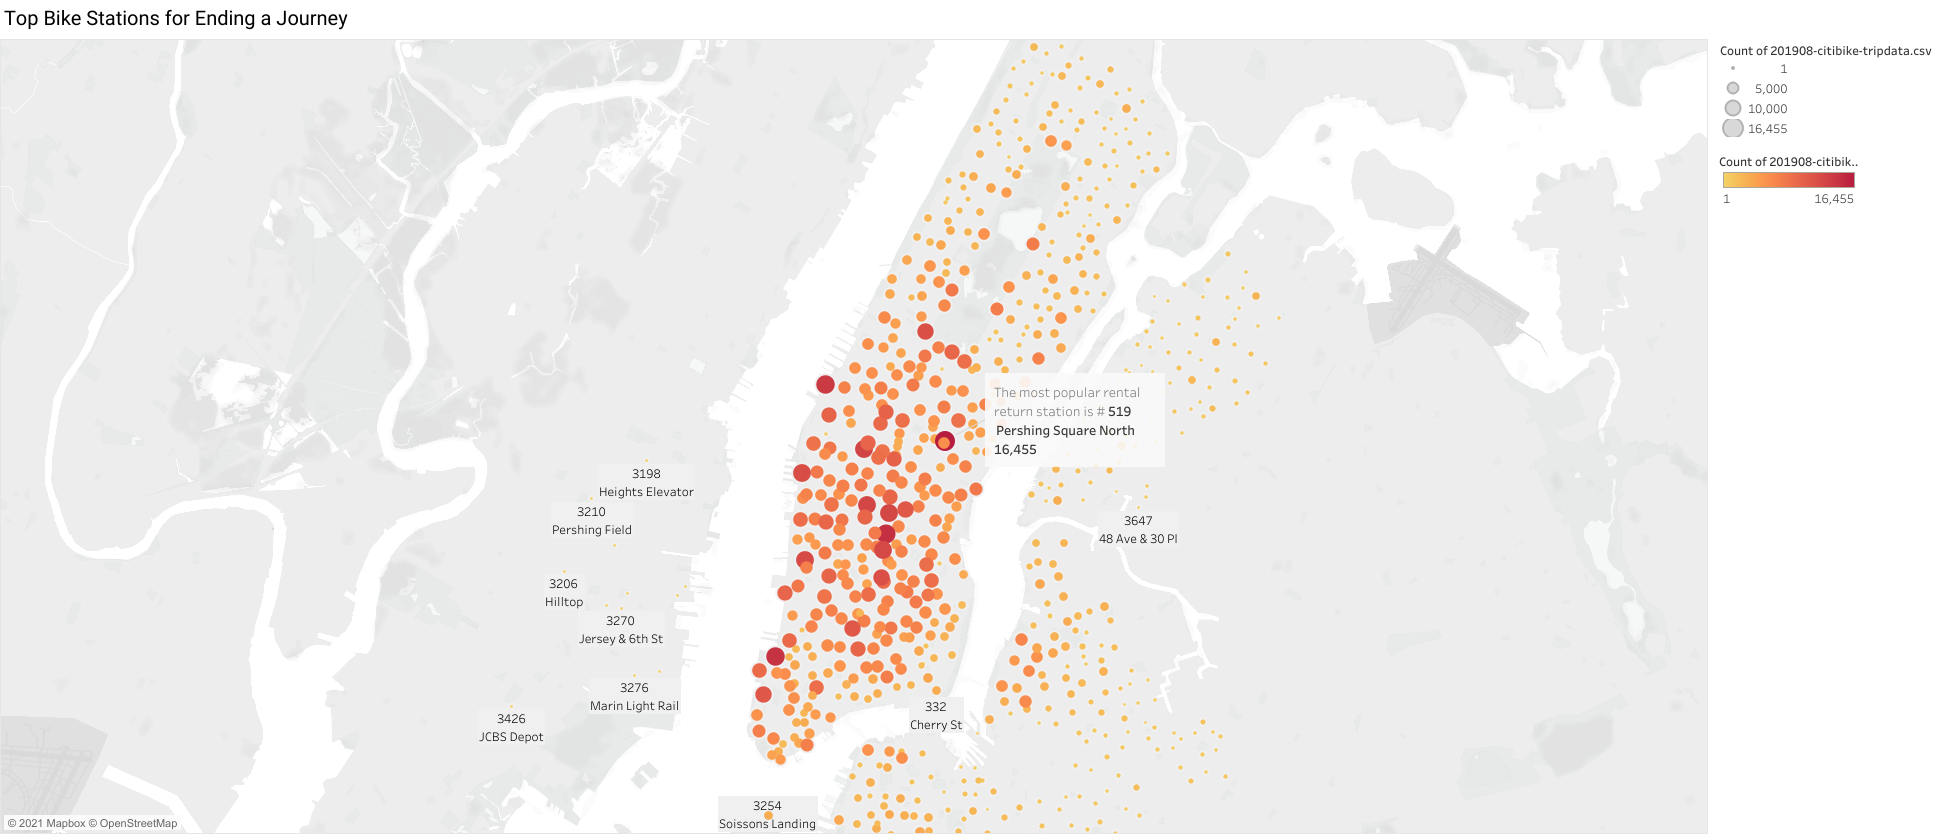 Top Bike Stations for Ending a Journey
Count of 201908-citibike-tripdata.csv
1
5,000
10,000
16,455
Count of 201908-citibik..
1 16,455
The most popular rental
return station is # 519
Pershing Square North
16,455
3198
Heights Elevator
3210
Pershing Field
3647
48 Ave & 30 Pl
3206
Hilltop
3270
Jersey & 6th St
3276
Marin Light Rail
332
Cherry St
3426
JCBS Depot
3254
Soissons Landing
© 2021 Mapbox © OpenStreetMap